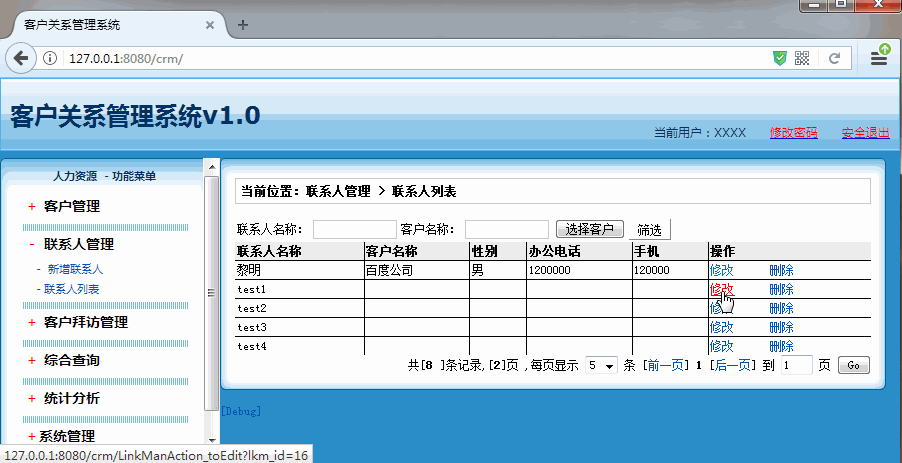 客户关系管理系统
127.0.0.1:8080/crm/
客户关系管理系统v1.0
当前用户：XXXX 修改密码 安全退出
人力资源 - 功能菜单
+ 客户管理
- 联系人管理
- 新增联系人
- 联系人列表
+ 客户拜访管理
+ 综合查询
+ 统计分析
+ 系统管理
当前位置：联系人管理 > 联系人列表
联系人名称： 客户名称： 选择客户 筛选
联系人名称 客户名称 性别 办公电话 手机 操作
黎明 百度公司 男 1200000 120000 修改 删除
test1 修改 删除
test2 修改 删除
test3 修改 删除
test4 修改 删除
共[8 ]条记录,[2]页 ,每页显示 5 条 [前一页] 1 [后一页] 到 1 页 Go
[Debug]
127.0.0.1:8080/crm/LinkManAction_toEdit?lkm_id=16